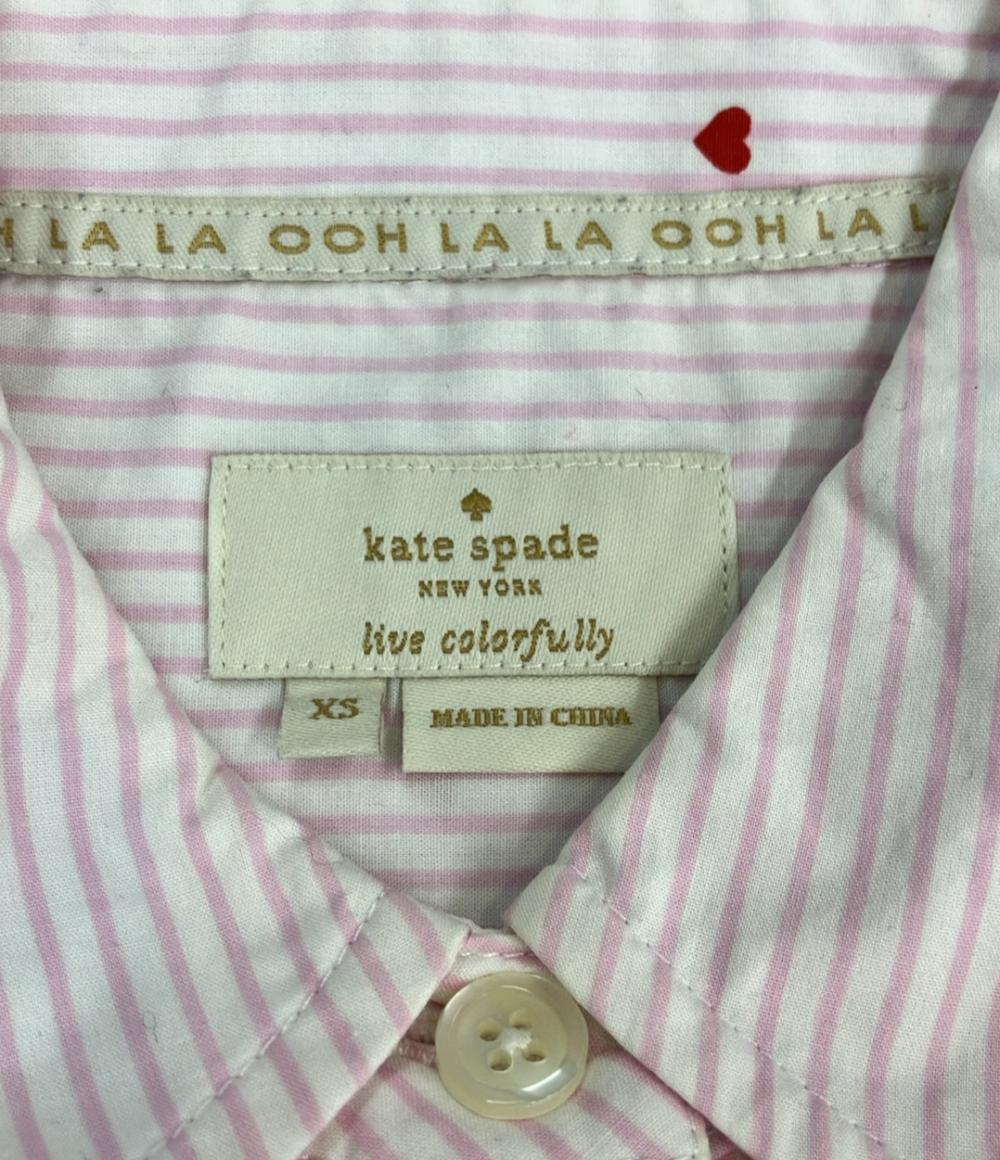 H LA LA OOH LA LA OOH LA L
kate spade
NEW YORK
live colorfully
XS
MADE IN CHINA